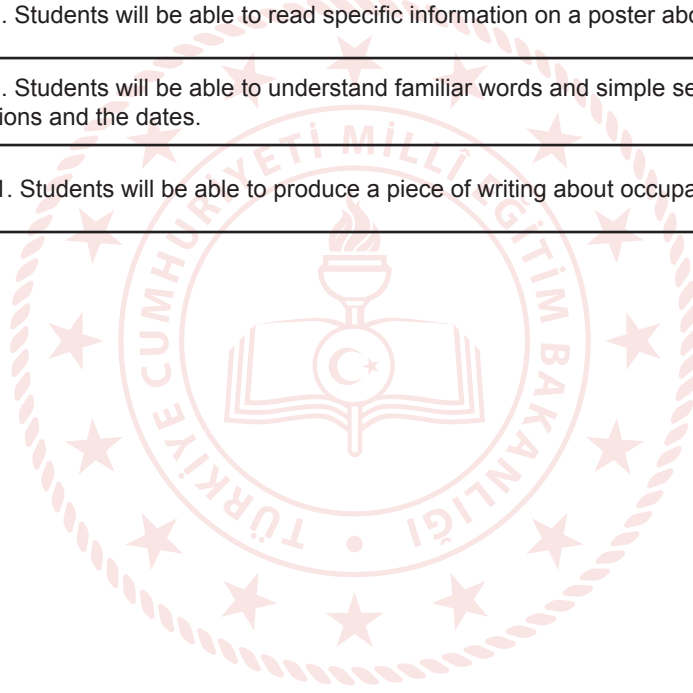 . Students will be able to read specific information on a poster abo
. Students will be able to understand familiar words and simple se
ions and the dates.
1. Students will be able to produce a piece of writing about occupa
TÜRKİYE CUMHURİYETİ MİLLÎ EĞİTİM BAKANLIĞI